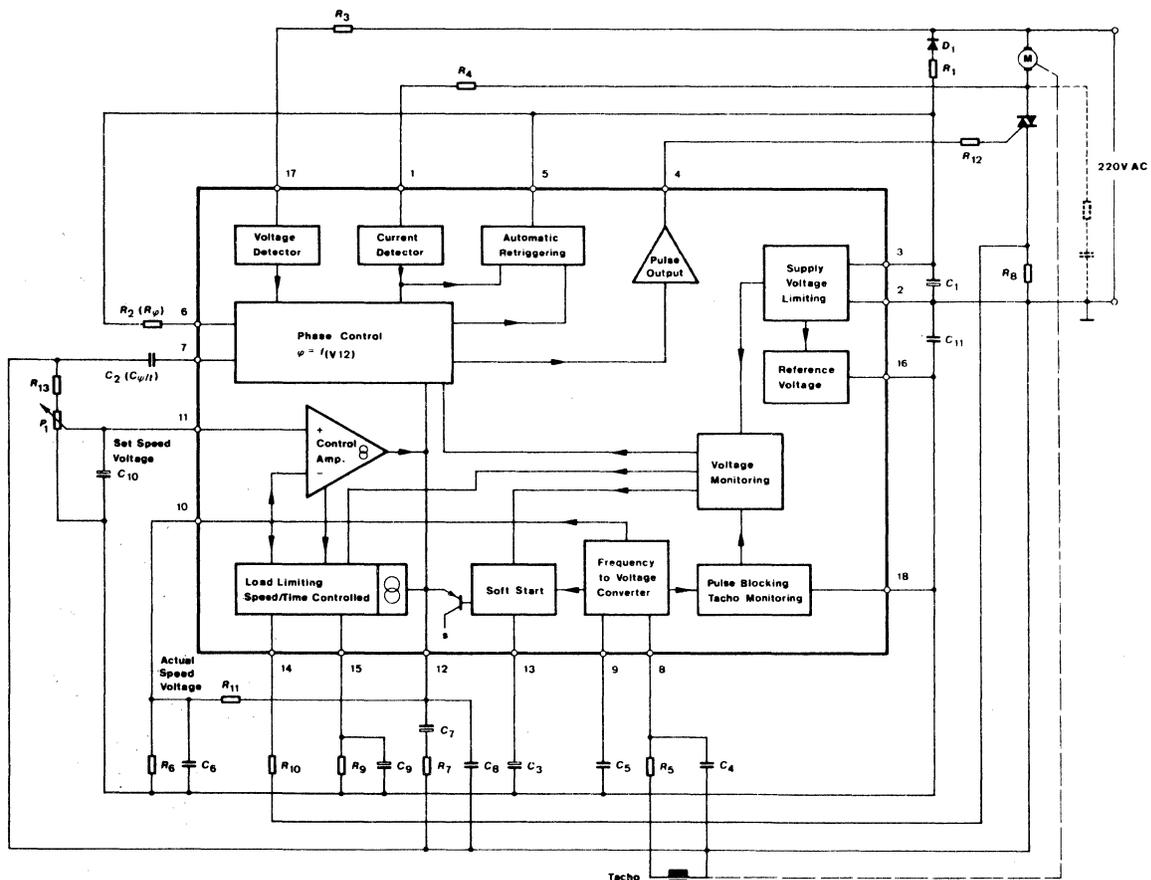 R3
D1
R4
R1
M
R12
220V AC
17
1
5
4
Voltage
Detector
Current
Detector
Automatic
Retriggering
Pulse
Output
3
Supply
Voltage
Limiting
R8
C1
2
R2 (Rφ)
6
Phase Control
φ = f(V12)
C11
7
Reference
Voltage
16
C2 (Cφ/t)
R13
P1
11
+
Control
Amp.
−
Set Speed
Voltage
C10
Voltage
Monitoring
10
Load Limiting
Speed/Time Controlled
Soft Start
Frequency
to Voltage
Converter
Pulse Blocking
Tacho Monitoring
18
s
14
15
12
13
9
8
Actual
Speed
Voltage
R11
C7
R6
C6
R10
R9
C9
R7
C8
C3
C5
R5
C4
Tacho